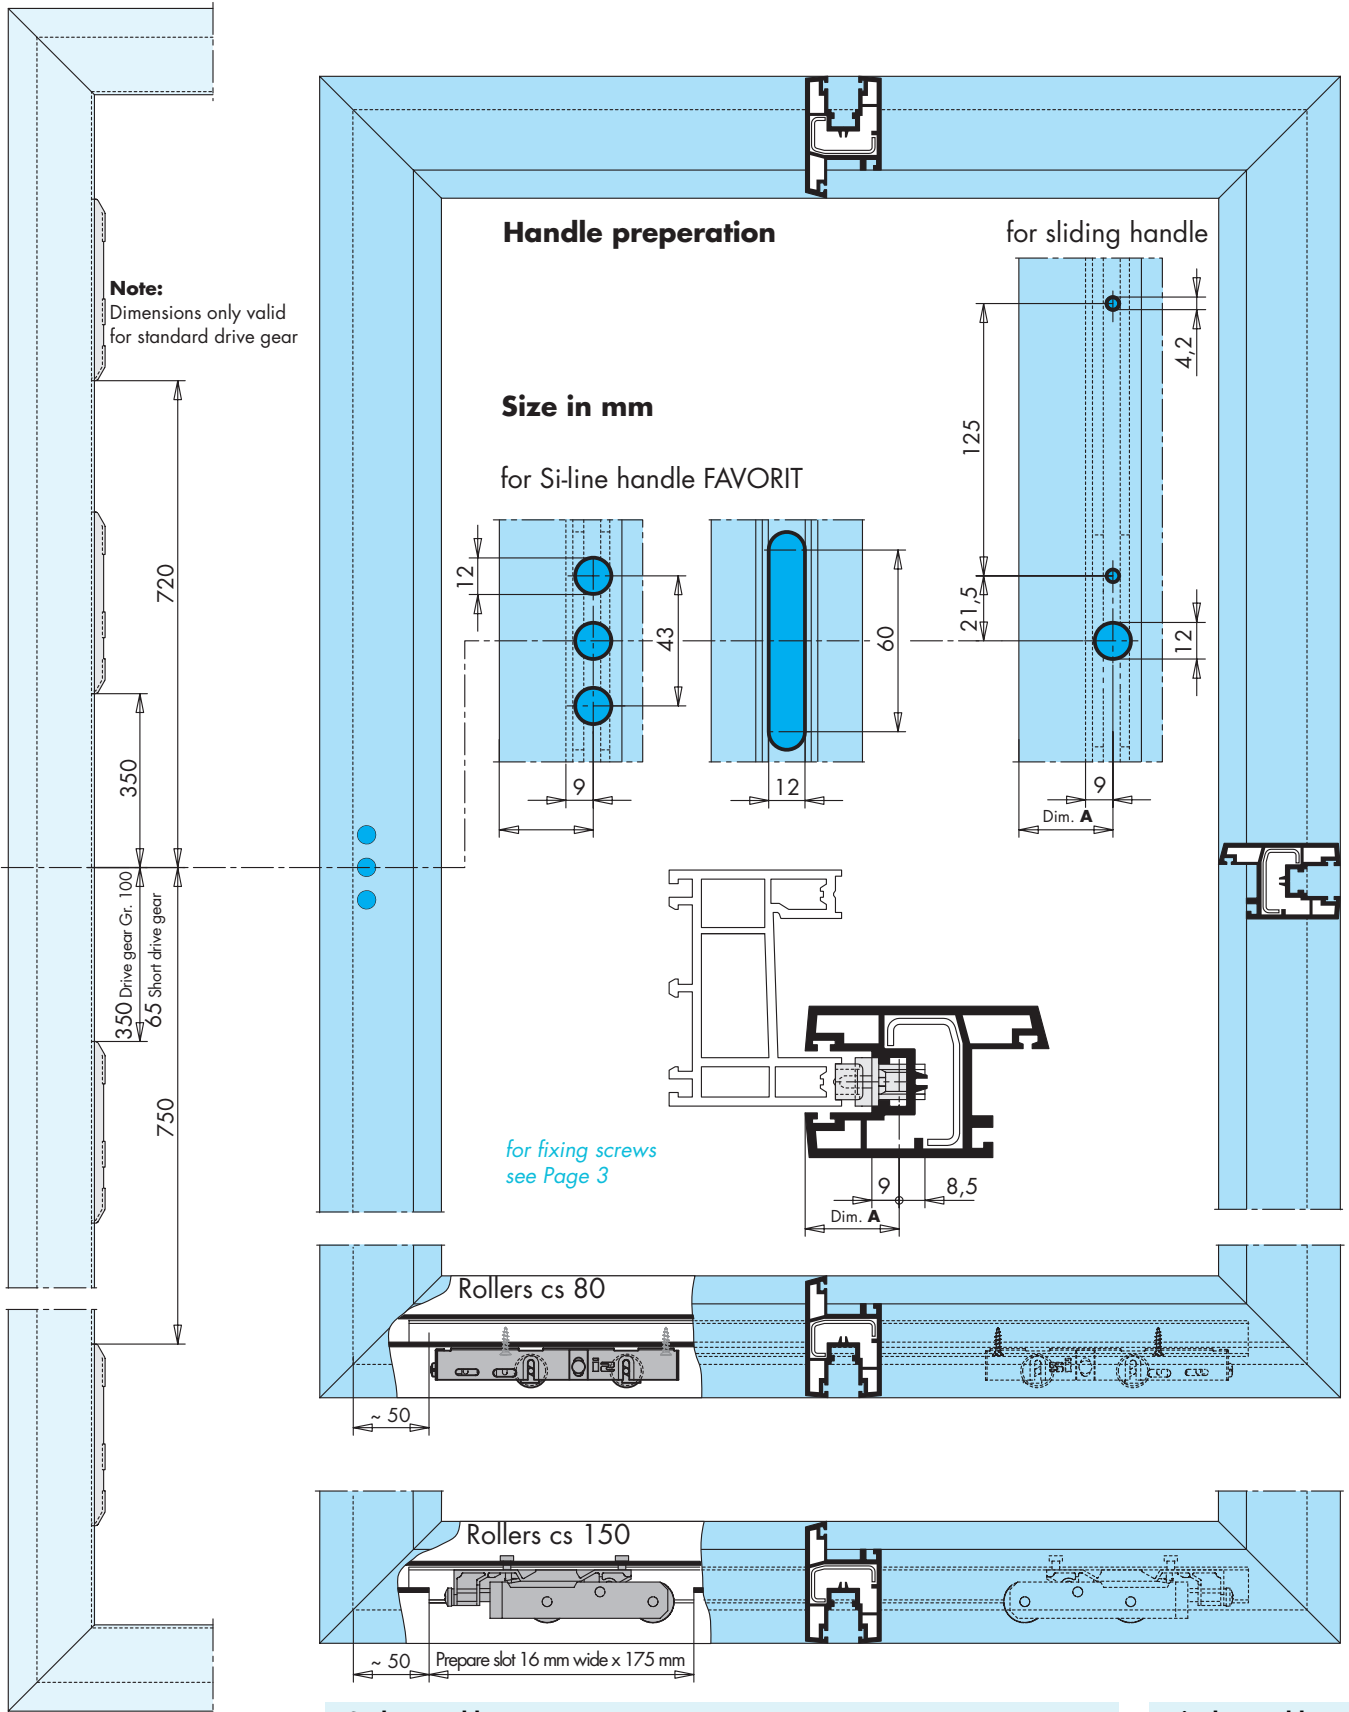 Handle preperation
for sliding handle
Note:
Dimensions only valid
for standard drive gear
4,2
125
Size in mm
for Si-line handle FAVORIT
720
12
43
60
21,5
12
350
9
12
9
Dim. A
350 Drive gear Gr. 100
65 Short drive gear
750
for fixing screws
see Page 3
9
8,5
Dim. A
Rollers cs 80
~ 50
Rollers cs 150
~ 50
Prepare slot 16 mm wide x 175 mm